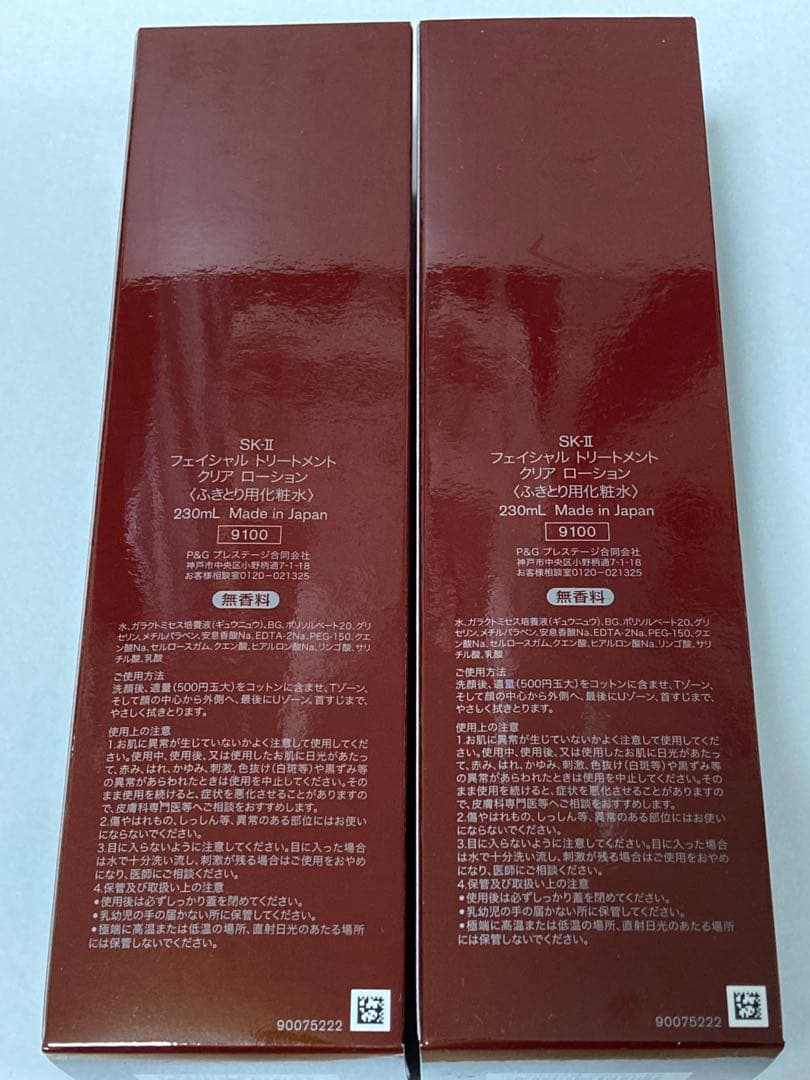 SK-II
フェイシャル トリートメント
クリア ローション
〈ふきとり用化粧水〉
230mL Made in Japan
9100
P&G プレステージ合同会社
神戸市中央区小野柄通7-1-18
お客様相談室0120-021325
無香料
水、ガラクトミセス培養液(ギュウニュウ)、BG、ポリソルベート20、グリ
セリン、メチルパラベン、安息香酸Na、EDTA-2Na、PEG-150、クエ
ン酸Na、セルロースガム、クエン酸、ヒアルロン酸Na、リンゴ酸、サリ
チル酸、乳酸
ご使用方法
洗顔後、適量(500円玉大)をコットンに含ませ、Tゾーン、
そして顔の中心から外側へ、最後にUゾーン、首すじまで、
やさしく拭きとります。
使用上の注意
1.お肌に異常が生じていないかよく注意して使用してくだ
さい。使用中、使用後、又は使用したお肌に日光があたっ
て、赤み、はれ、かゆみ、刺激、色抜け(白斑等)や黒ずみ等
の異常があらわれたときは使用を中止してください。その
まま使用を続けると、症状を悪化させることがありますの
で、皮膚科専門医等へご相談をおすすめします。
2.傷やはれもの、しっしん等、異常のある部位にはお使い
にならないでください。
3.目に入らないように注意してください。目に入った場合
は水で十分洗い流し、刺激が残る場合はご使用をおやめ
になり、医師にご相談ください。
4.保管及び取扱い上の注意
●使用後は必ずしっかり蓋を閉めてください。
●乳幼児の手の届かない所に保管してください。
●極端に高温または低温の場所、直射日光のあたる場所
には保管しないでください。
90075222
SK-II
フェイシャル トリートメント
クリア ローション
〈ふきとり用化粧水〉
230mL Made in Japan
9100
P&G プレステージ合同会社
神戸市中央区小野柄通7-1-18
お客様相談室0120-021325
無香料
水、ガラクトミセス培養液(ギュウニュウ)、BG、ポリソルベート20、グリ
セリン、メチルパラベン、安息香酸Na、EDTA-2Na、PEG-150、クエ
ン酸Na、セルロースガム、クエン酸、ヒアルロン酸Na、リンゴ酸、サリ
チル酸、乳酸
ご使用方法
洗顔後、適量(500円玉大)をコットンに含ませ、Tゾーン、
そして顔の中心から外側へ、最後にUゾーン、首すじまで、
やさしく拭きとります。
使用上の注意
1.お肌に異常が生じていないかよく注意して使用してくだ
さい。使用中、使用後、又は使用したお肌に日光があたっ
て、赤み、はれ、かゆみ、刺激、色抜け(白斑等)や黒ずみ等
の異常があらわれたときは使用を中止してください。その
まま使用を続けると、症状を悪化させることがありますの
で、皮膚科専門医等へご相談をおすすめします。
2.傷やはれもの、しっしん等、異常のある部位にはお使い
にならないでください。
3.目に入らないように注意してください。目に入った場合
は水で十分洗い流し、刺激が残る場合はご使用をおやめ
になり、医師にご相談ください。
4.保管及び取扱い上の注意
●使用後は必ずしっかり蓋を閉めてください。
●乳幼児の手の届かない所に保管してください。
●極端に高温または低温の場所、直射日光のあたる場所
には保管しないでください。
90075222